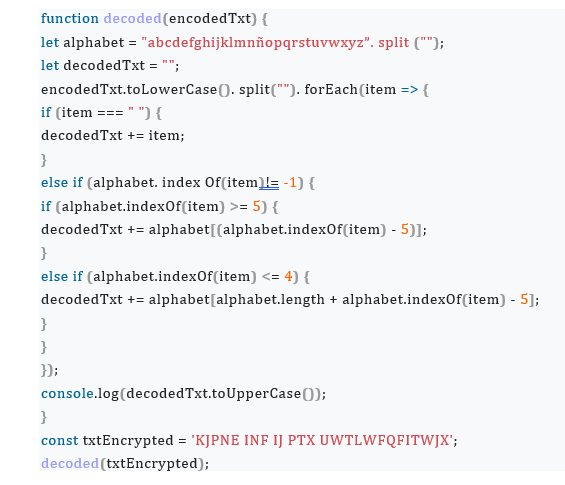 function decoded(encodedTxt) {
let alphabet = "abcdefghijklmnñopqrstuvwxyz”. split ("");
let decodedTxt = "";
encodedTxt.toLowerCase(). split(""). forEach(item => {
if (item === " ") {
decodedTxt += item;
}
else if (alphabet. index Of(item)!= -1) {
if (alphabet.indexOf(item) >= 5) {
decodedTxt += alphabet[(alphabet.indexOf(item) - 5)];
}
else if (alphabet.indexOf(item) <= 4) {
decodedTxt += alphabet[alphabet.length + alphabet.indexOf(item) - 5];
}
}
});
console.log(decodedTxt.toUpperCase());
}
const txtEncrypted = 'KJPNE INF IJ PTX UWTLWFQFITWJX';
decoded(txtEncrypted);